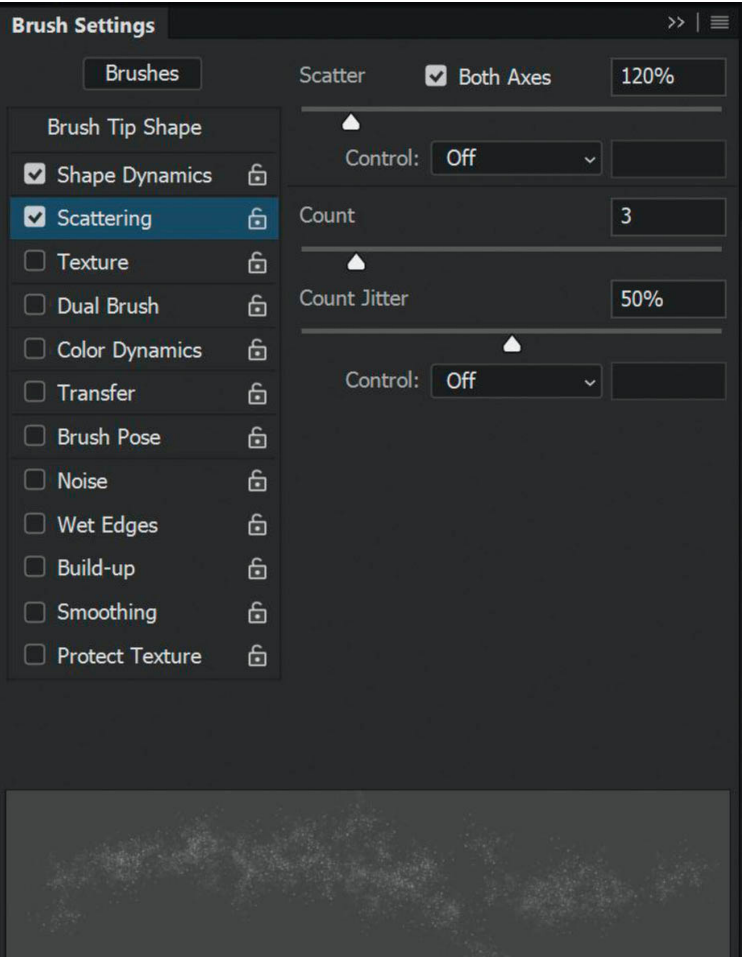 Brush Settings
Brushes
Brush Tip Shape
Shape Dynamics
Scattering
Texture
Dual Brush
Color Dynamics
Transfer
Brush Pose
Noise
Wet Edges
Build-up
Smoothing
Protect Texture
Scatter Both Axes 120%
Control: Off
Count 3
Count Jitter 50%
Control: Off